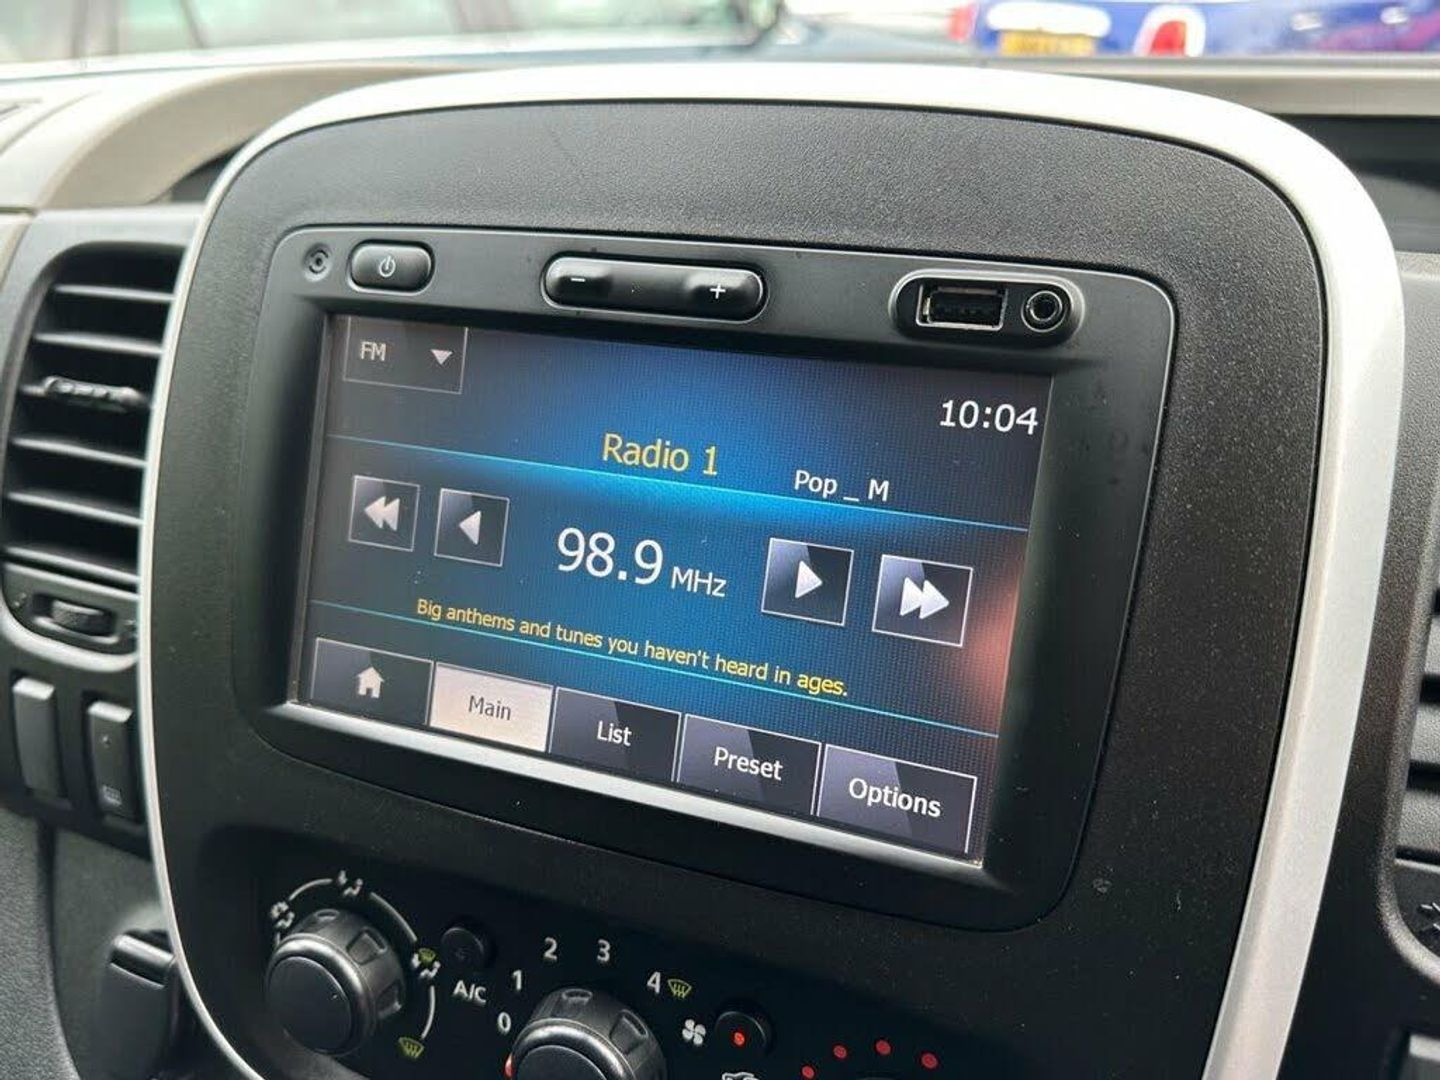 − +
FM
10:04
Radio 1
Pop _ M
98.9 MHz
Big anthems and tunes you haven't heard in ages.
Main List Preset Options
A/C
0 1 2 3 4